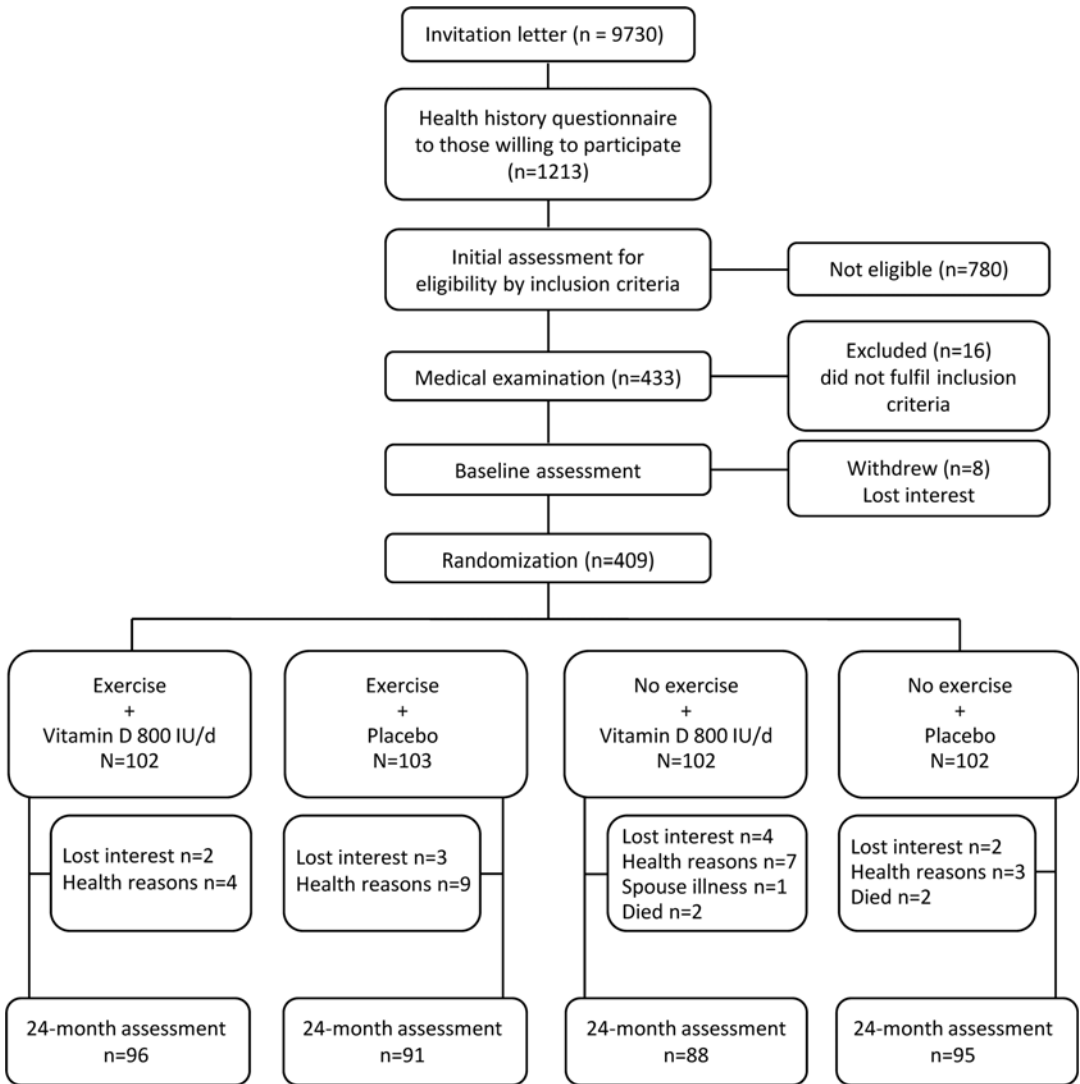 Invitation letter (n = 9730)
Health history questionnaire
to those willing to participate
(n=1213)
Initial assessment for
eligibility by inclusion criteria
Not eligible (n=780)
Medical examination (n=433)
Excluded (n=16)
did not fulfil inclusion
criteria
Baseline assessment
Withdrew (n=8)
Lost interest
Randomization (n=409)
Exercise
+
Vitamin D 800 IU/d
N=102
Exercise
+
Placebo
N=103
No exercise
+
Vitamin D 800 IU/d
N=102
No exercise
+
Placebo
N=102
Lost interest n=2
Health reasons n=4
Lost interest n=3
Health reasons n=9
Lost interest n=4
Health reasons n=7
Spouse illness n=1
Died n=2
Lost interest n=2
Health reasons n=3
Died n=2
24-month assessment
n=96
24-month assessment
n=91
24-month assessment
n=88
24-month assessment
n=95